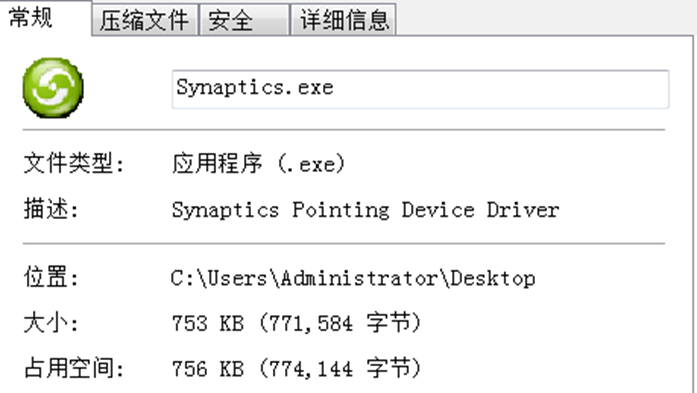 常规 压缩文件 安全 详细信息
Synaptics.exe
文件类型: 应用程序 (.exe)
描述: Synaptics Pointing Device Driver
位置: C:\Users\Administrator\Desktop
大小: 753 KB (771,584 字节)
占用空间: 756 KB (774,144 字节)